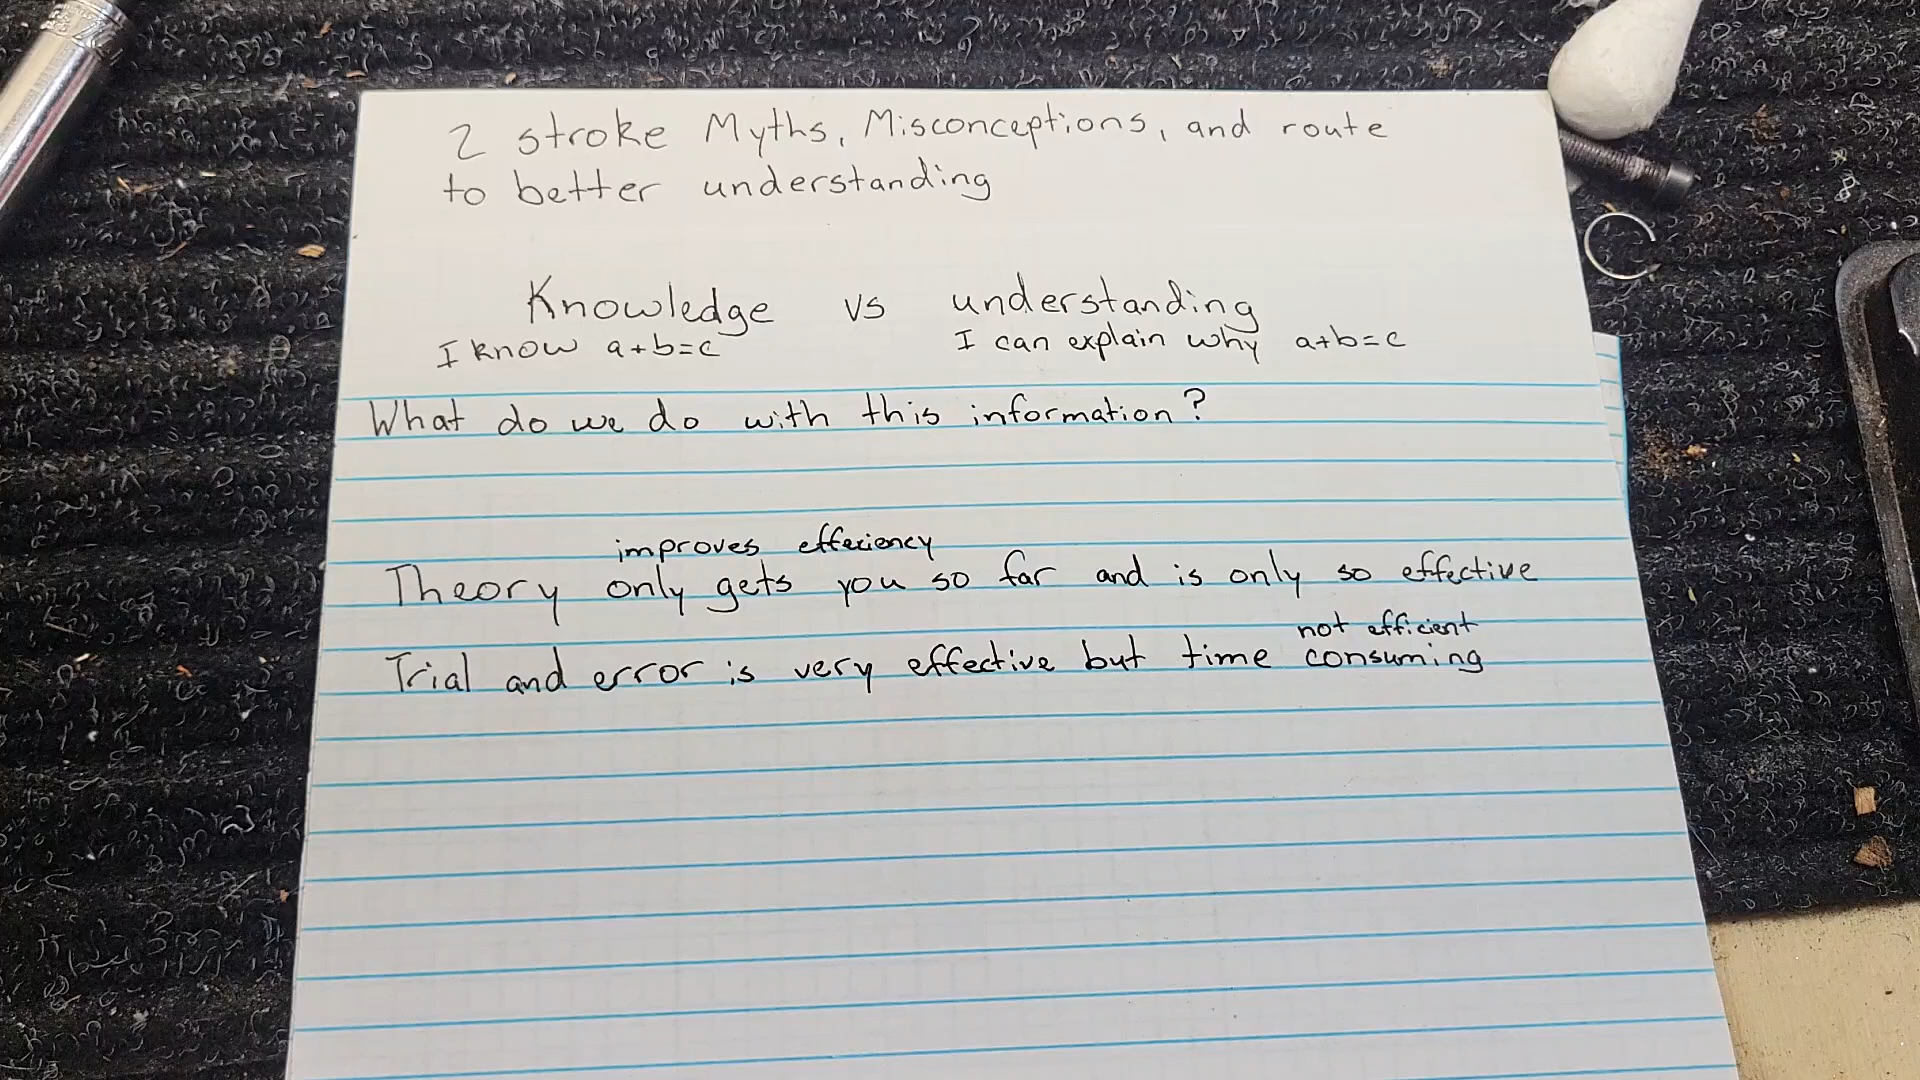 2 stroke Myths, Misconceptions, and route
to better understanding
Knowledge vs understanding
I know a+b=c I can explain why a+b=c
What do we do with this information?
improves effeciency
Theory only gets you so far and is only so effective
not efficient
Trial and error is very effective but time consuming